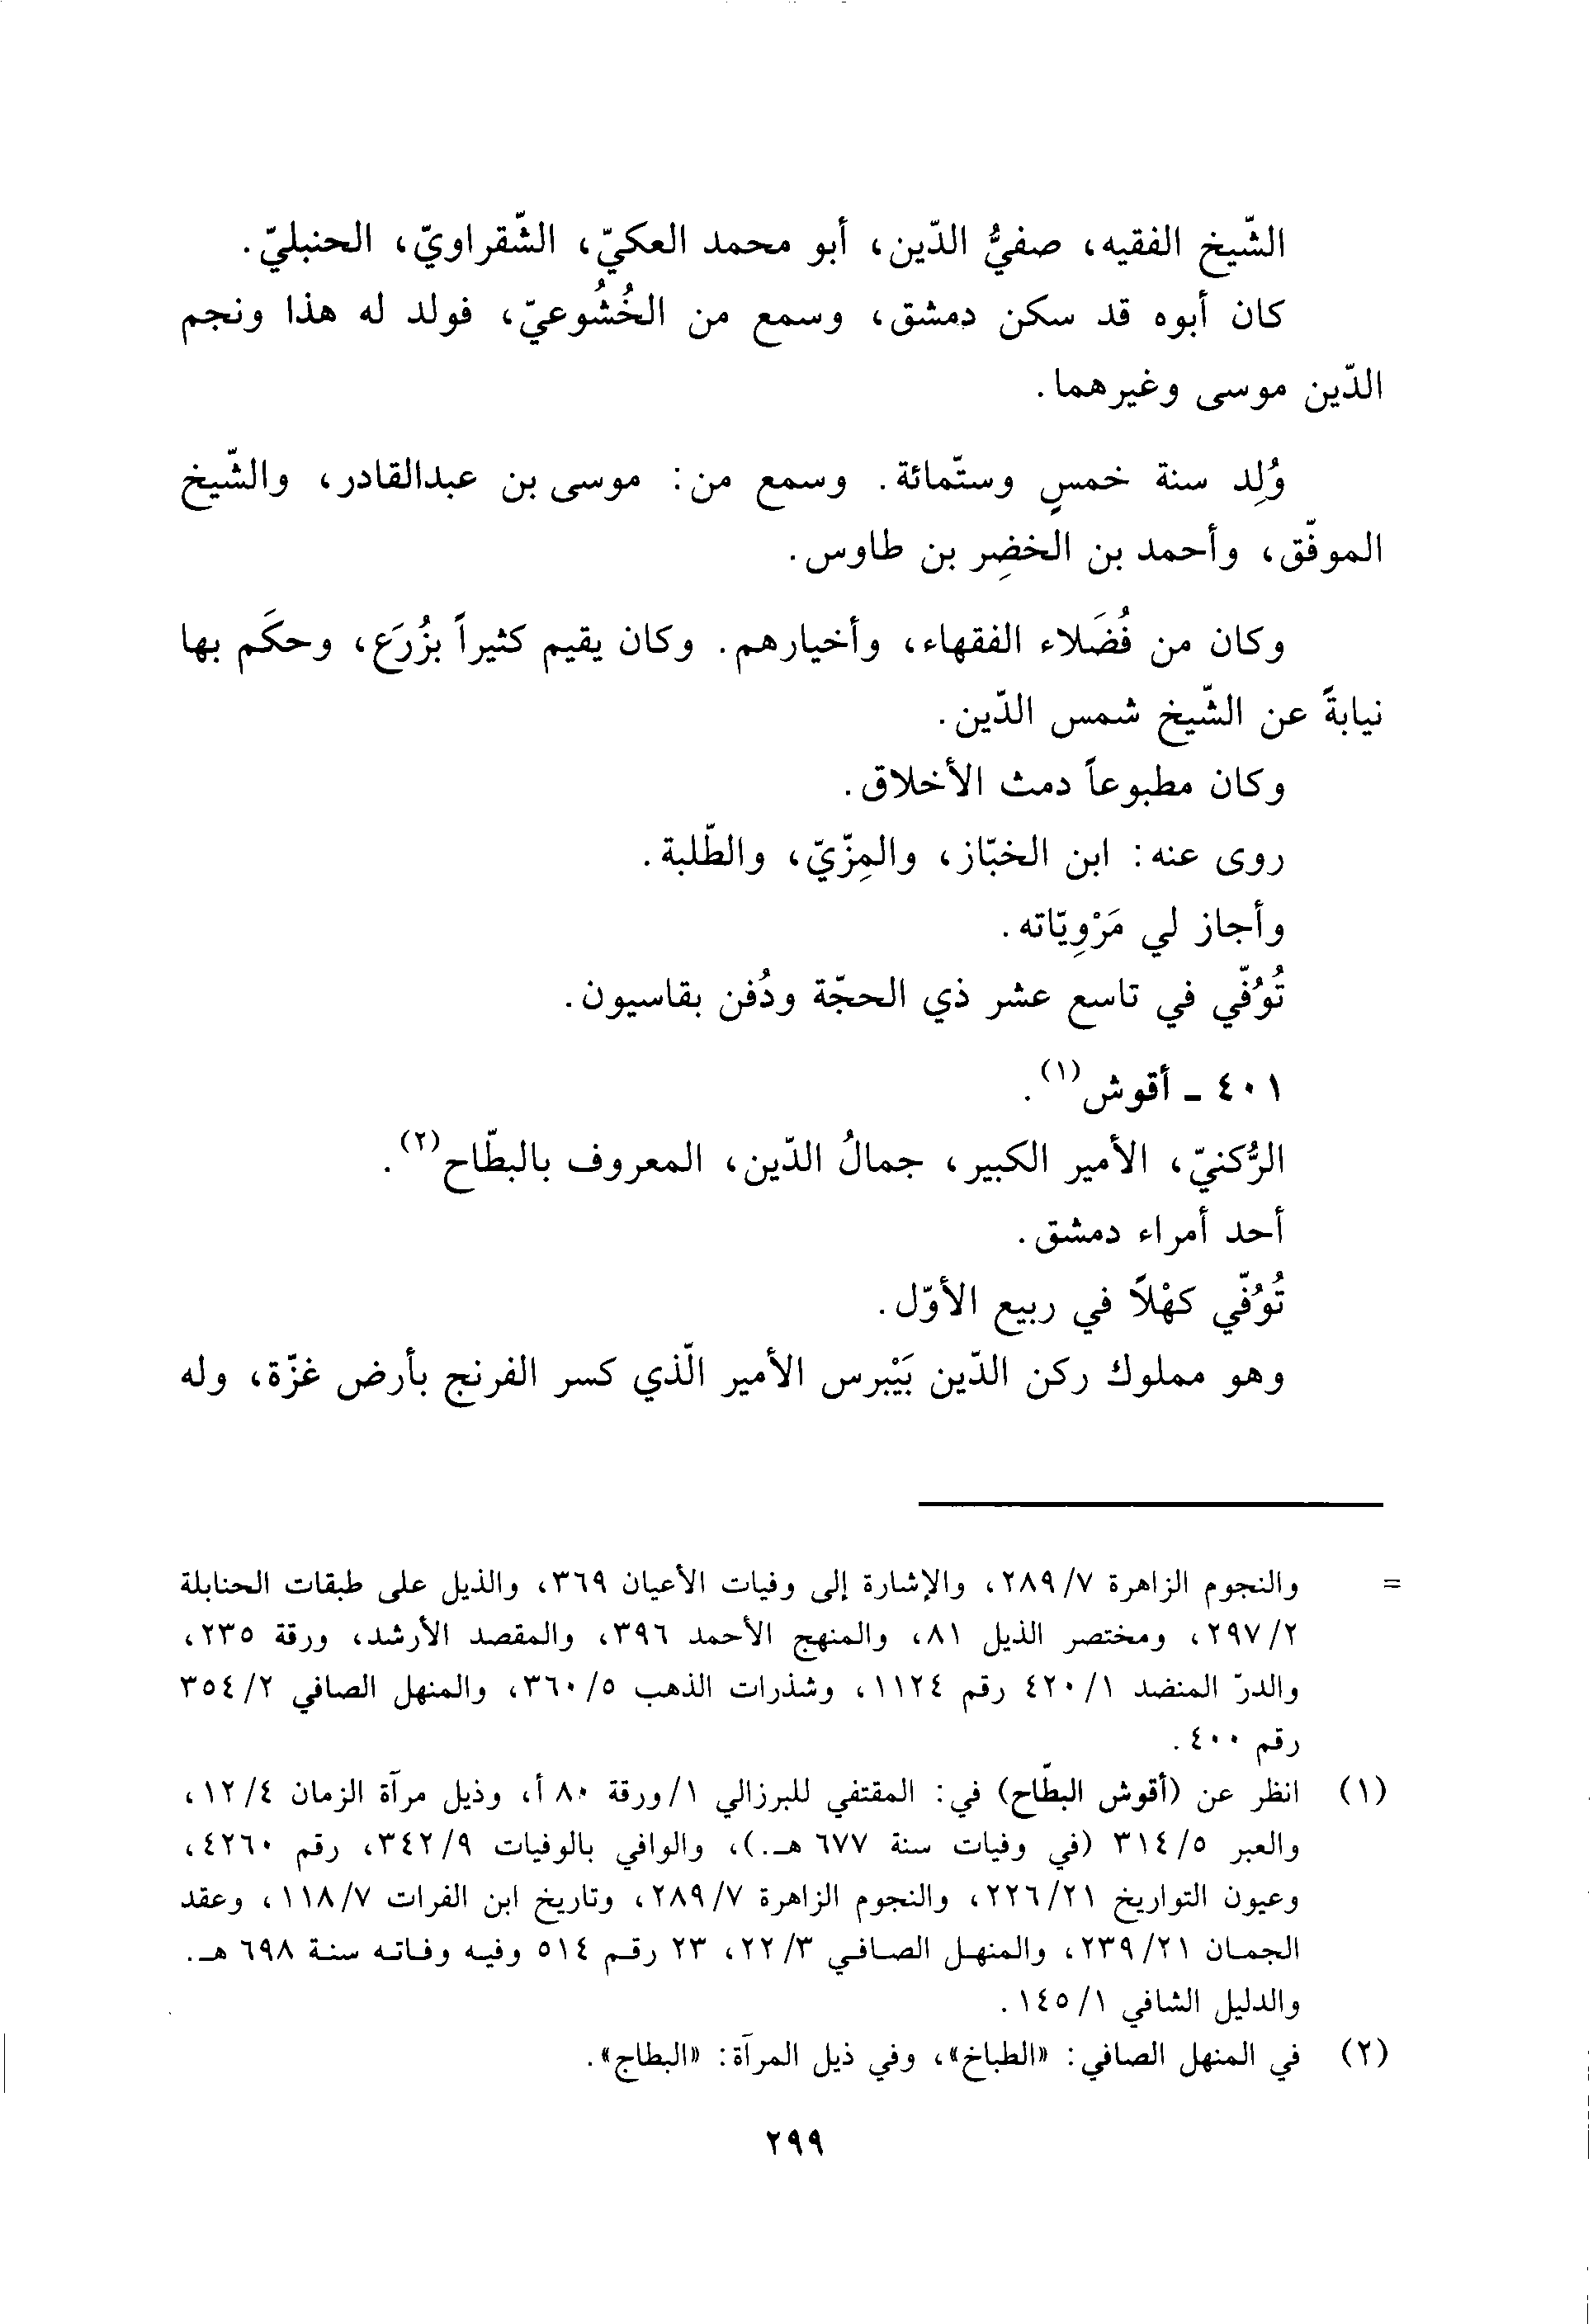 الشّيخ الفقيه، صفيُّ الدّين، أبو محمد العكيّ، الشّقراويّ، الحنبليّ.
كان أبوه قد سكن دمشق، وسمع من الخُشُوعيّ، فولد له هذا ونجم
الدّين موسى وغيرهما.
وُلِد سنة خمسٍ وستّمائة. وسمع من: موسى بن عبدالقادر، والشّيخ
الموفّق، وأحمد بن الخضِر بن طاوس.
وكان من فُضَلاء الفقهاء، وأخيارهم. وكان يقيم كثيراً بزُرَع، وحكَم بها
نيابةً عن الشّيخ شمس الدّين.
وكان مطبوعاً دمث الأخلاق.
روى عنه: ابن الخبّاز، والمِزّيّ، والطّلبة.
وأجاز لي مَرْوِيّاته.
تُوُفّي في تاسع عشر ذي الحجّة ودُفن بقاسيون.
٤٠١ - أقوش(١).
الرُّكنيّ، الأمير الكبير، جمالُ الدّين، المعروف بالبطّاح(٢).
أحد أمراء دمشق.
تُوُفّي كهْلاً في ربيع الأوّل.
وهو مملوك ركن الدّين بَيْبرس الأمير الّذي كسر الفرنج بأرض غزّة، وله
= والنجوم الزاهرة ٢٨٩/٧، والإشارة إلى وفيات الأعيان ٣٦٩، والذيل على طبقات الحنابلة
٢٩٧/٢، ومختصر الذيل ٨١، والمنهج الأحمد ٣٩٦، والمقصد الأرشد، ورقة ٢٣٥،
والدرّ المنضد ٤٢٠/١ رقم ١١٢٤، وشذرات الذهب ٣٦٠/٥، والمنهل الصافي ٣٥٤/٢
رقم ٤٠٠.
(١) انظر عن (أقوش البطّاح) في: المقتفي للبرزالي ١/ورقة ٨٠ أ، وذيل مرآة الزمان ١٢/٤،
والعبر ٣١٤/٥ (في وفيات سنة ٦٧٧ هـ.)، والوافي بالوفيات ٣٤٢/٩، رقم ٤٢٦٠،
وعيون التواريخ ٢٢٦/٢١، والنجوم الزاهرة ٢٨٩/٧، وتاريخ ابن الفرات ١١٨/٧، وعقد
الجمان ٢٣٩/٢١، والمنهل الصافي ٢٢/٣، ٢٣ رقم ٥١٤ وفيه وفاته سنة ٦٩٨ هـ.
والدليل الشافي ١٤٥/١.
(٢) في المنهل الصافي: «الطباخ»، وفي ذيل المرآة: «البطاج».
٢٩٩